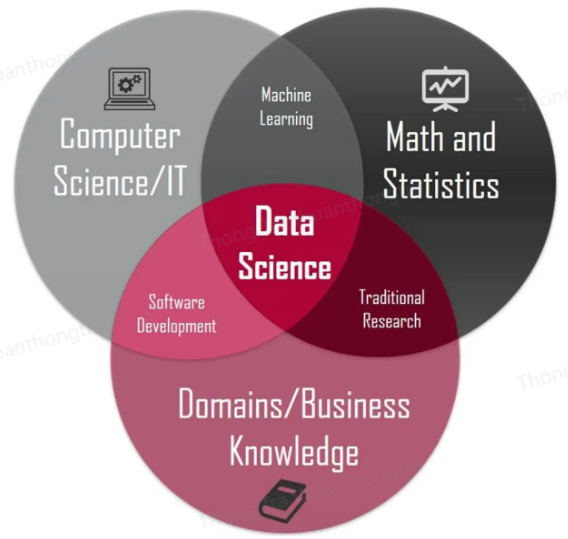 Machine
Learning
Computer
Science/IT
Math and
Statistics
Data
Science
Software
Development
Traditional
Research
Domains/Business
Knowledge